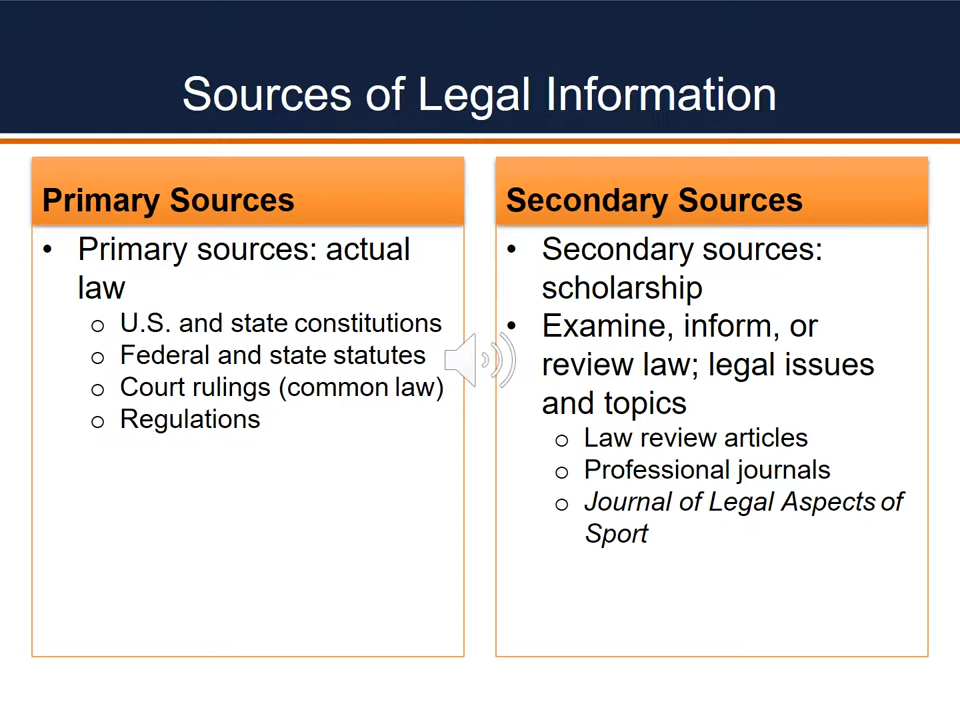 Sources of Legal Information
Primary Sources
• Primary sources: actual
law
o U.S. and state constitutions
o Federal and state statutes
o Court rulings (common law)
o Regulations
Secondary Sources
• Secondary sources:
scholarship
• Examine, inform, or
review law; legal issues
and topics
o Law review articles
o Professional journals
o Journal of Legal Aspects of
Sport